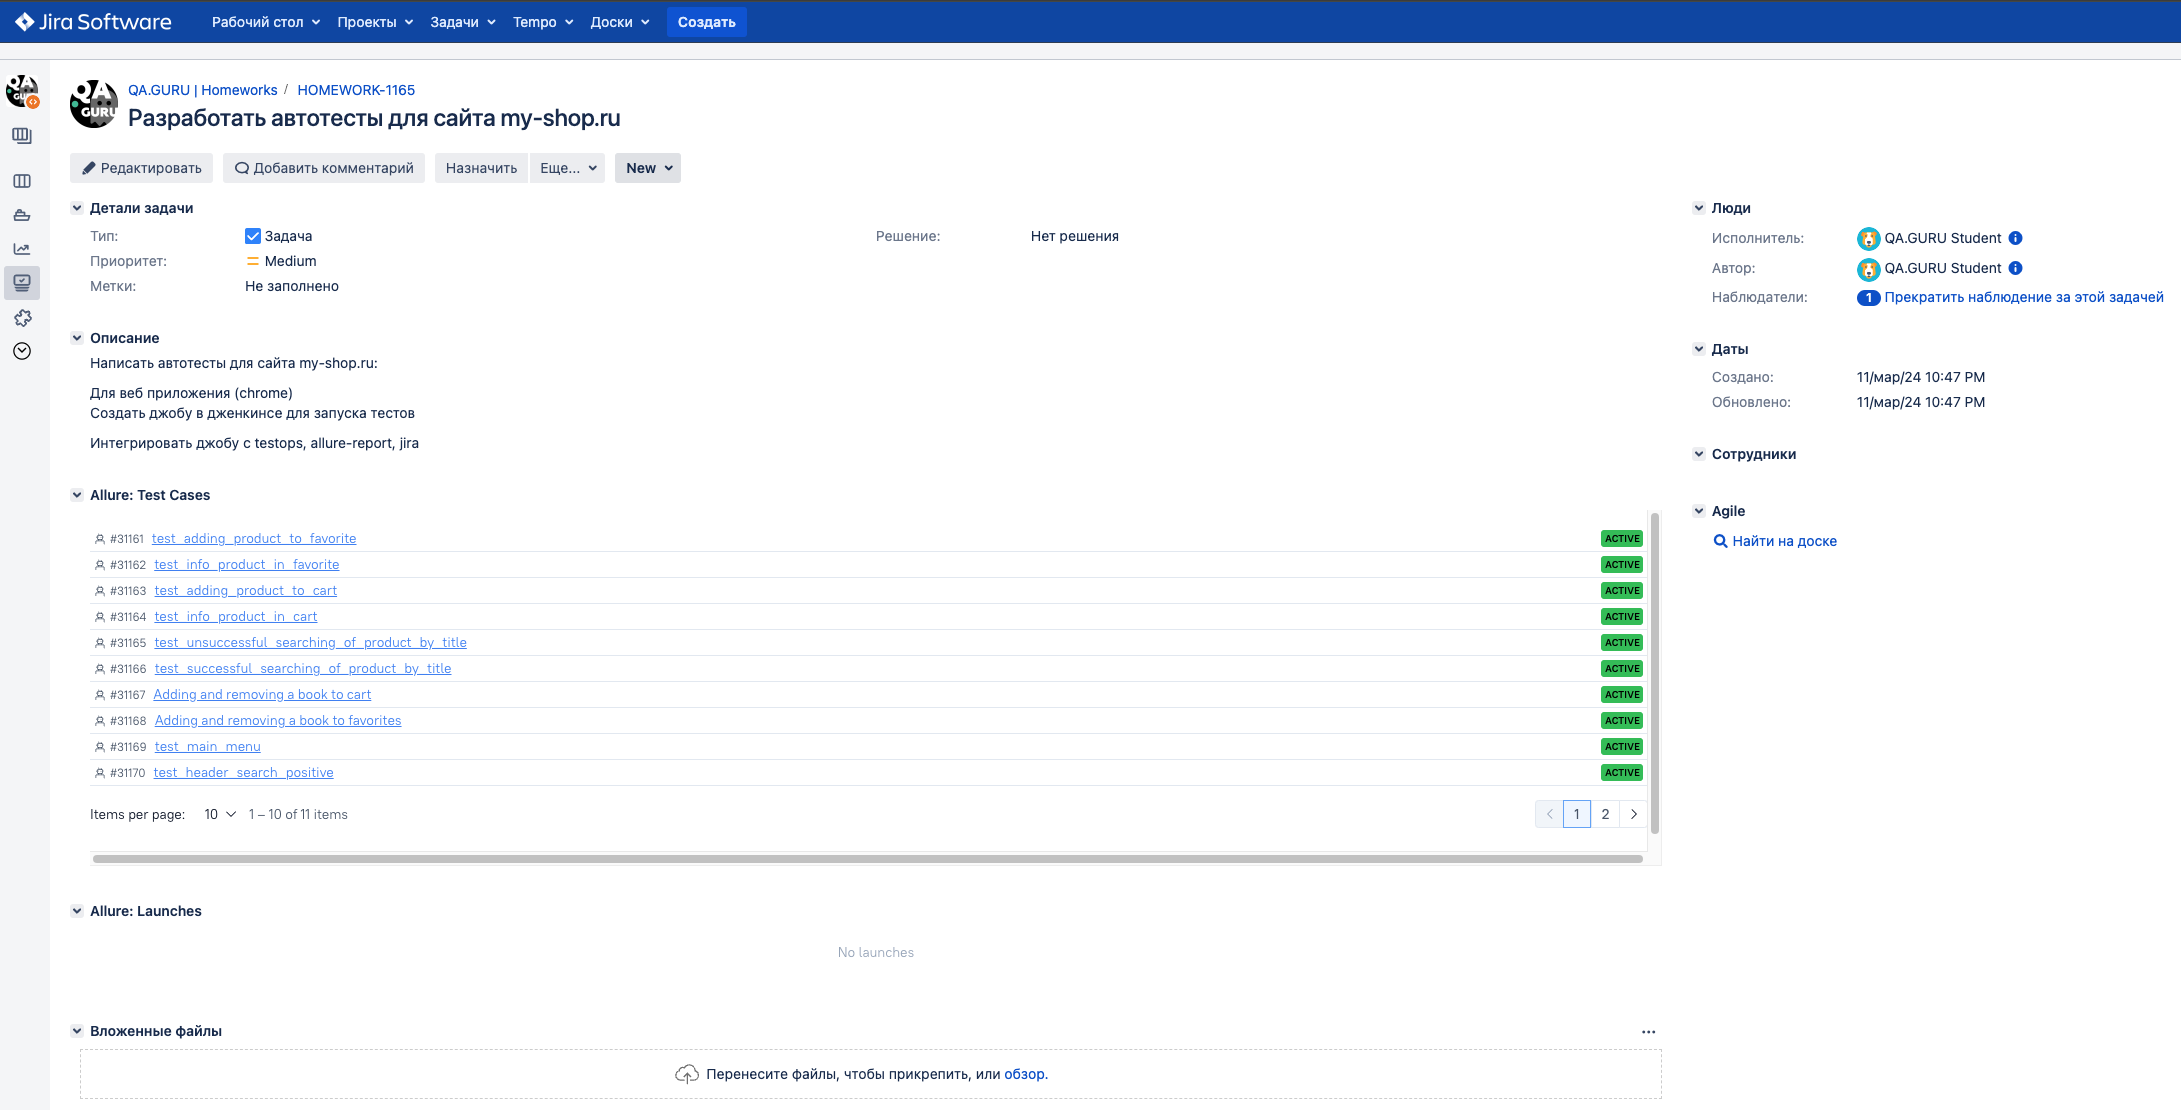 Jira Software
Рабочий стол Проекты Задачи Tempo Доски Создать
QA.GURU | Homeworks / HOMEWORK-1165
Разработать автотесты для сайта my-shop.ru
Редактировать Добавить комментарий Назначить Еще... New
Детали задачи
Тип: Задача Решение: Нет решения
Приоритет: Medium
Метки: Не заполнено
Описание
Написать автотесты для сайта my-shop.ru:
Для веб приложения (chrome)
Создать джобу в дженкинсе для запуска тестов
Интегрировать джобу с testops, allure-report, jira
Allure: Test Cases
#31161 test_adding_product_to_favorite ACTIVE
#31162 test_info_product_in_favorite ACTIVE
#31163 test_adding_product_to_cart ACTIVE
#31164 test_info_product_in_cart ACTIVE
#31165 test_unsuccessful_searching_of_product_by_title ACTIVE
#31166 test_successful_searching_of_product_by_title ACTIVE
#31167 Adding and removing a book to cart ACTIVE
#31168 Adding and removing a book to favorites ACTIVE
#31169 test_main_menu ACTIVE
#31170 test_header_search_positive ACTIVE
Items per page: 10 1 – 10 of 11 items 1 2
Allure: Launches
No launches
Вложенные файлы
Перенесите файлы, чтобы прикрепить, или обзор.
Люди
Исполнитель: QA.GURU Student
Автор: QA.GURU Student
Наблюдатели: 1 Прекратить наблюдение за этой задачей
Даты
Создано: 11/мар/24 10:47 PM
Обновлено: 11/мар/24 10:47 PM
Сотрудники
Agile
Найти на доске
QA
GURU